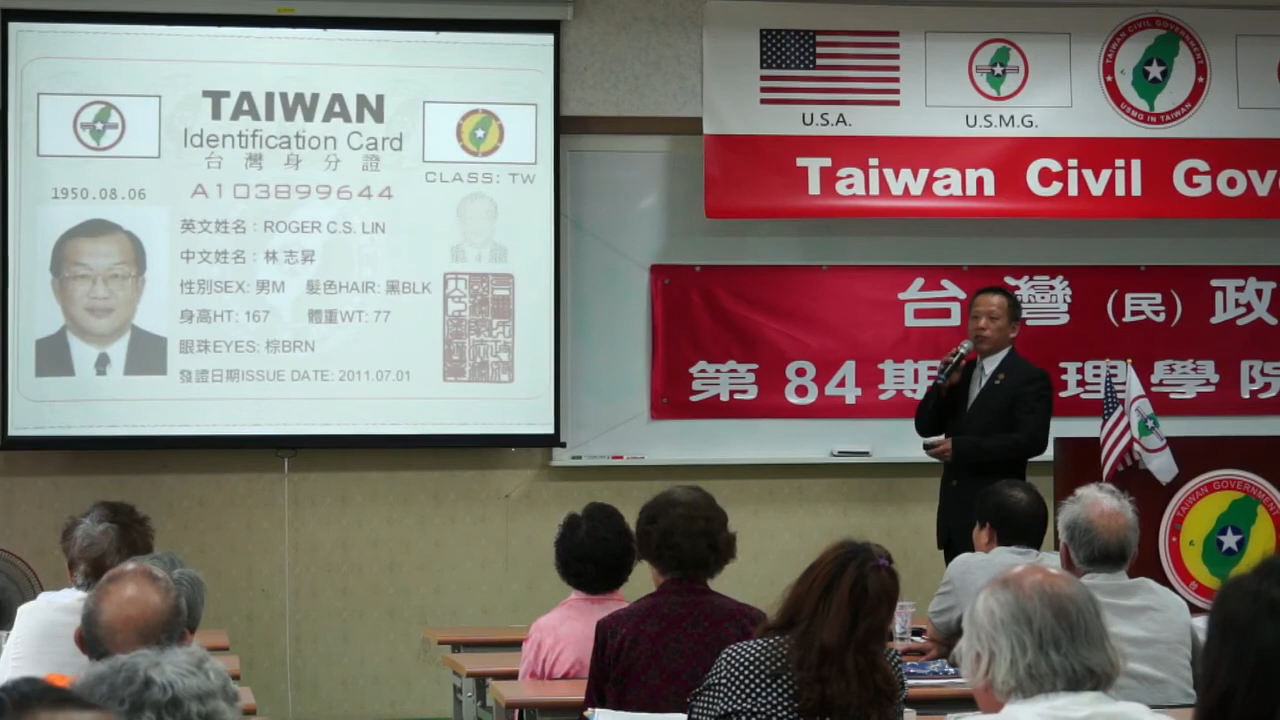 TAIWAN
Identification Card
台灣身分證
CLASS: TW
1950.08.06
A103899644
英文姓名：ROGER C.S. LIN
中文姓名：林 志昇
性別SEX: 男M 髮色HAIR: 黑BLK
身高HT: 167 體重WT: 77
眼珠EYES: 棕BRN
發證日期ISSUE DATE: 2011.07.01
U.S.A.
U.S.M.G.
TAIWAN CIVIL GOVERNMENT
USMG IN TAIWAN
Taiwan Civil Gov
台灣（民）政
第84期 理學院
TAIWAN GOVERNMENT
台